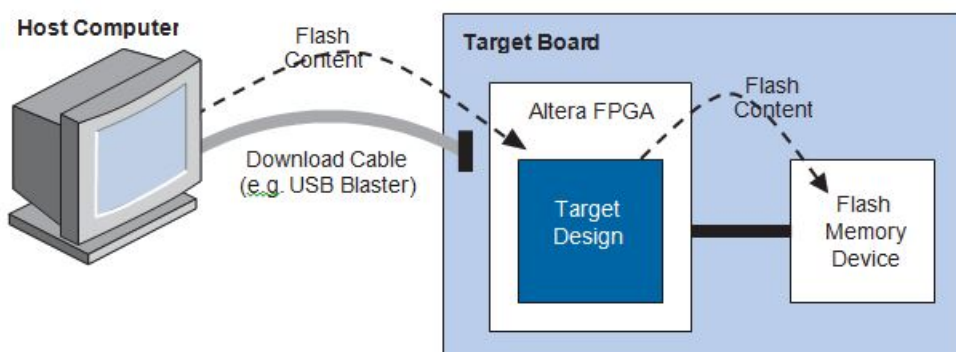 Host Computer
Flash
Content
Download Cable
(e.g. USB Blaster)
Target Board
Altera FPGA
Target
Design
Flash
Content
Flash
Memory
Device